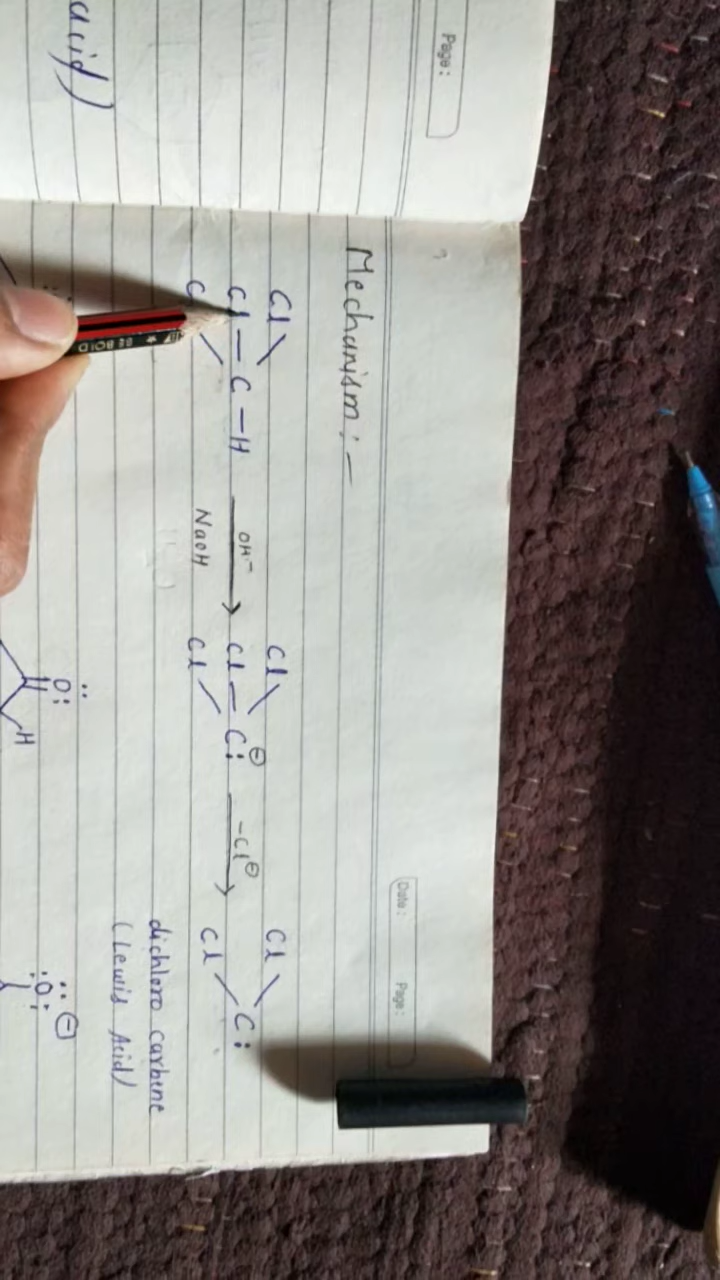 Page:
acid)
Date: Page:
Mechanism:-
Cl Cl Cl
Cl-C-H OH⁻ Cl-C:⊖ -Cl⊖ C:
C NaOH Cl Cl
dichloro carbene
(Lewis Acid)
:O: :O: ⊖
H
BOLD